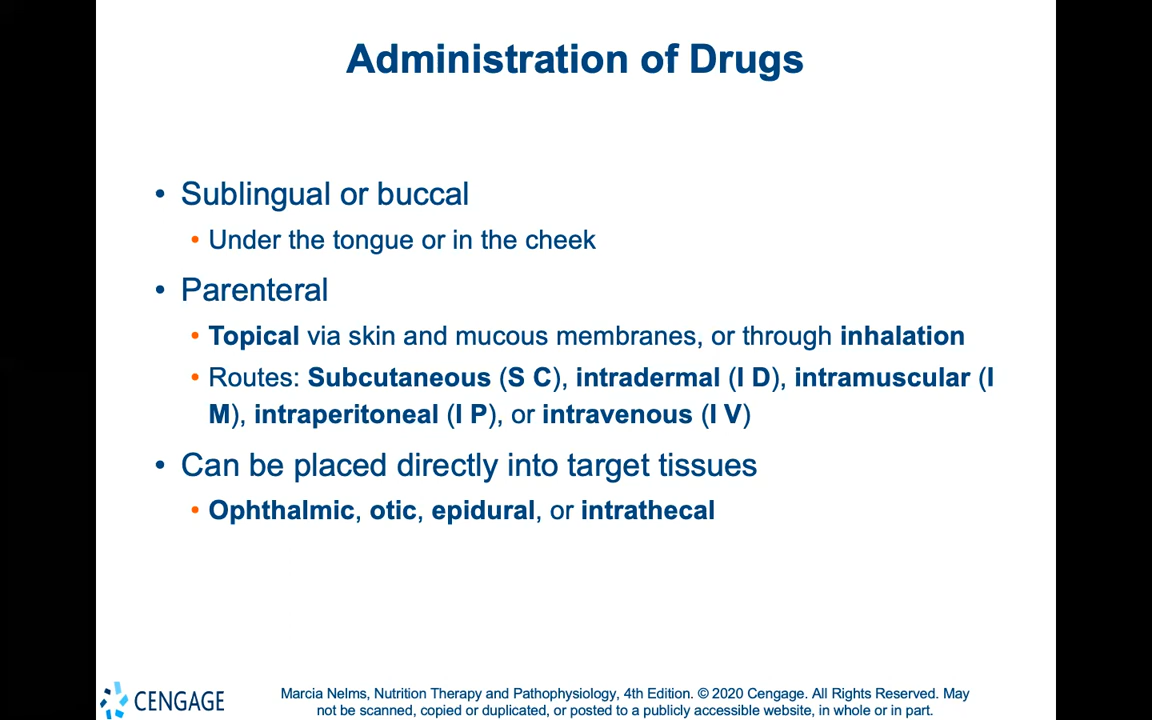 Administration of Drugs
• Sublingual or buccal
• Under the tongue or in the cheek
• Parenteral
• Topical via skin and mucous membranes, or through inhalation
• Routes: Subcutaneous (S C), intradermal (I D), intramuscular (I
M), intraperitoneal (I P), or intravenous (I V)
• Can be placed directly into target tissues
• Ophthalmic, otic, epidural, or intrathecal
CENGAGE
Marcia Nelms, Nutrition Therapy and Pathophysiology, 4th Edition. © 2020 Cengage. All Rights Reserved. May
not be scanned, copied or duplicated, or posted to a publicly accessible website, in whole or in part.